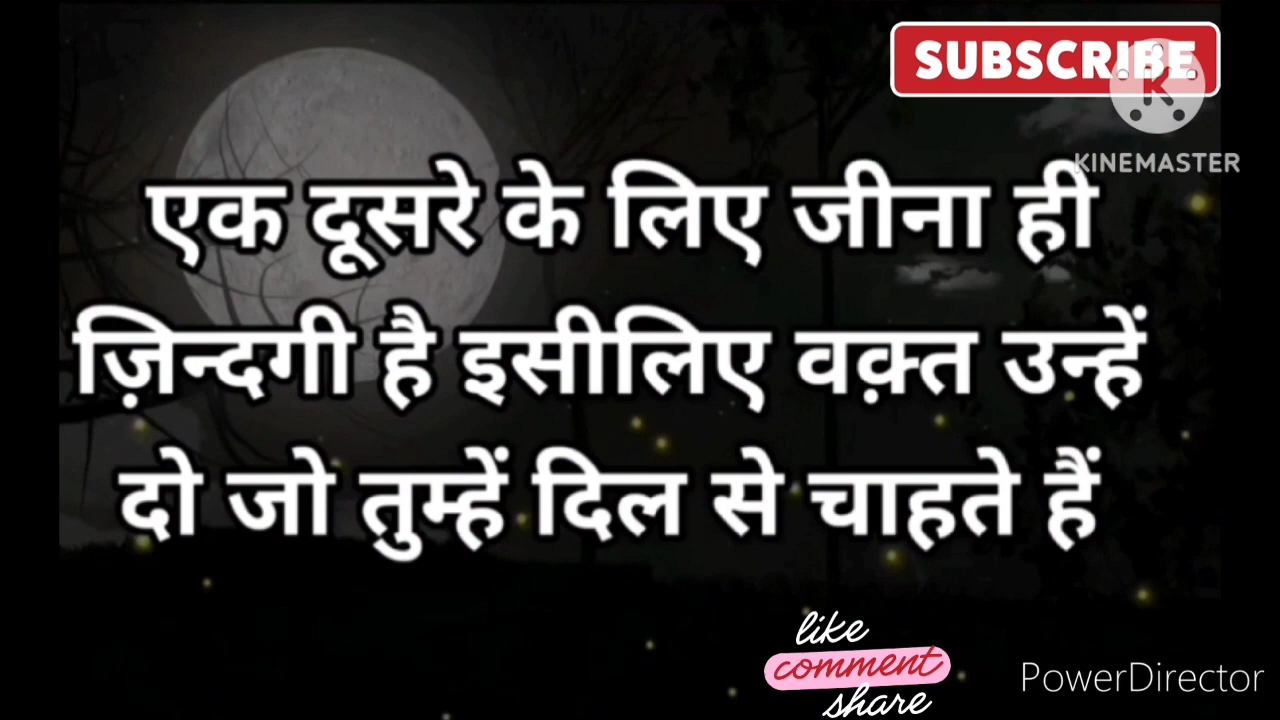 SUBSCRIBE
K
KINEMASTER
एक दूसरे के लिए जीना ही
ज़िन्दगी है इसीलिए वक़्त उन्हें
दो जो तुम्हें दिल से चाहते हैं
like
comment
share
PowerDirector